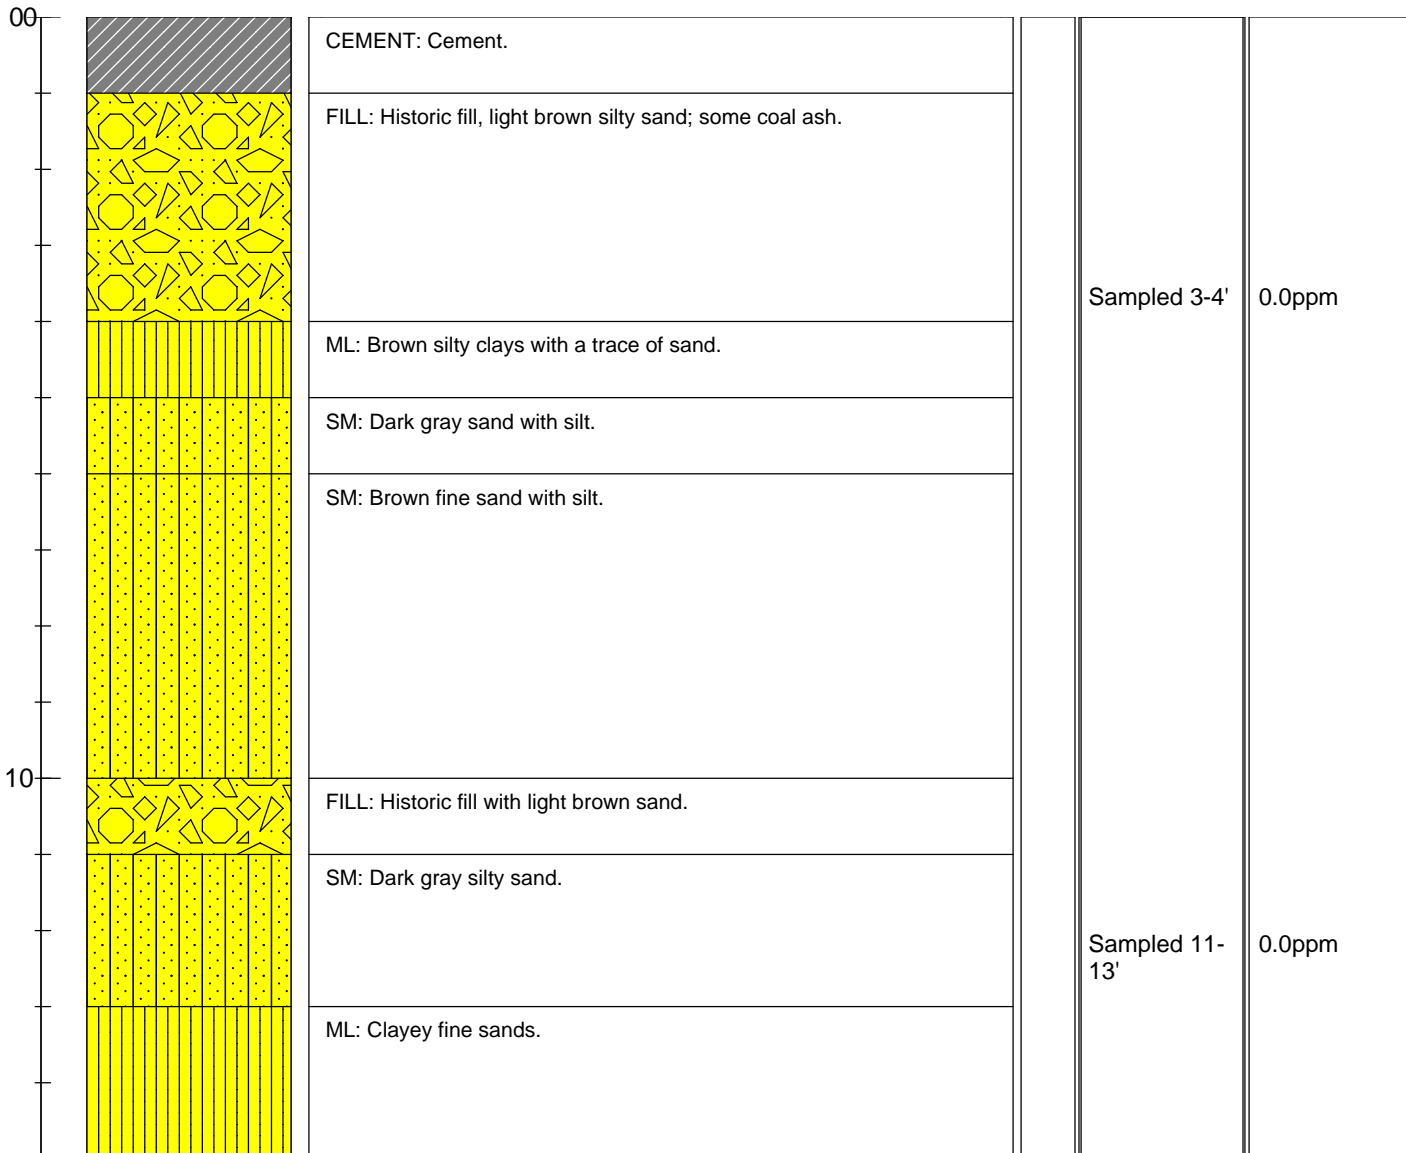 00
CEMENT: Cement.
FILL: Historic fill, light brown silty sand; some coal ash.
Sampled 3-4'
0.0ppm
ML: Brown silty clays with a trace of sand.
SM: Dark gray sand with silt.
SM: Brown fine sand with silt.
10
FILL: Historic fill with light brown sand.
SM: Dark gray silty sand.
Sampled 11-
13'
0.0ppm
ML: Clayey fine sands.